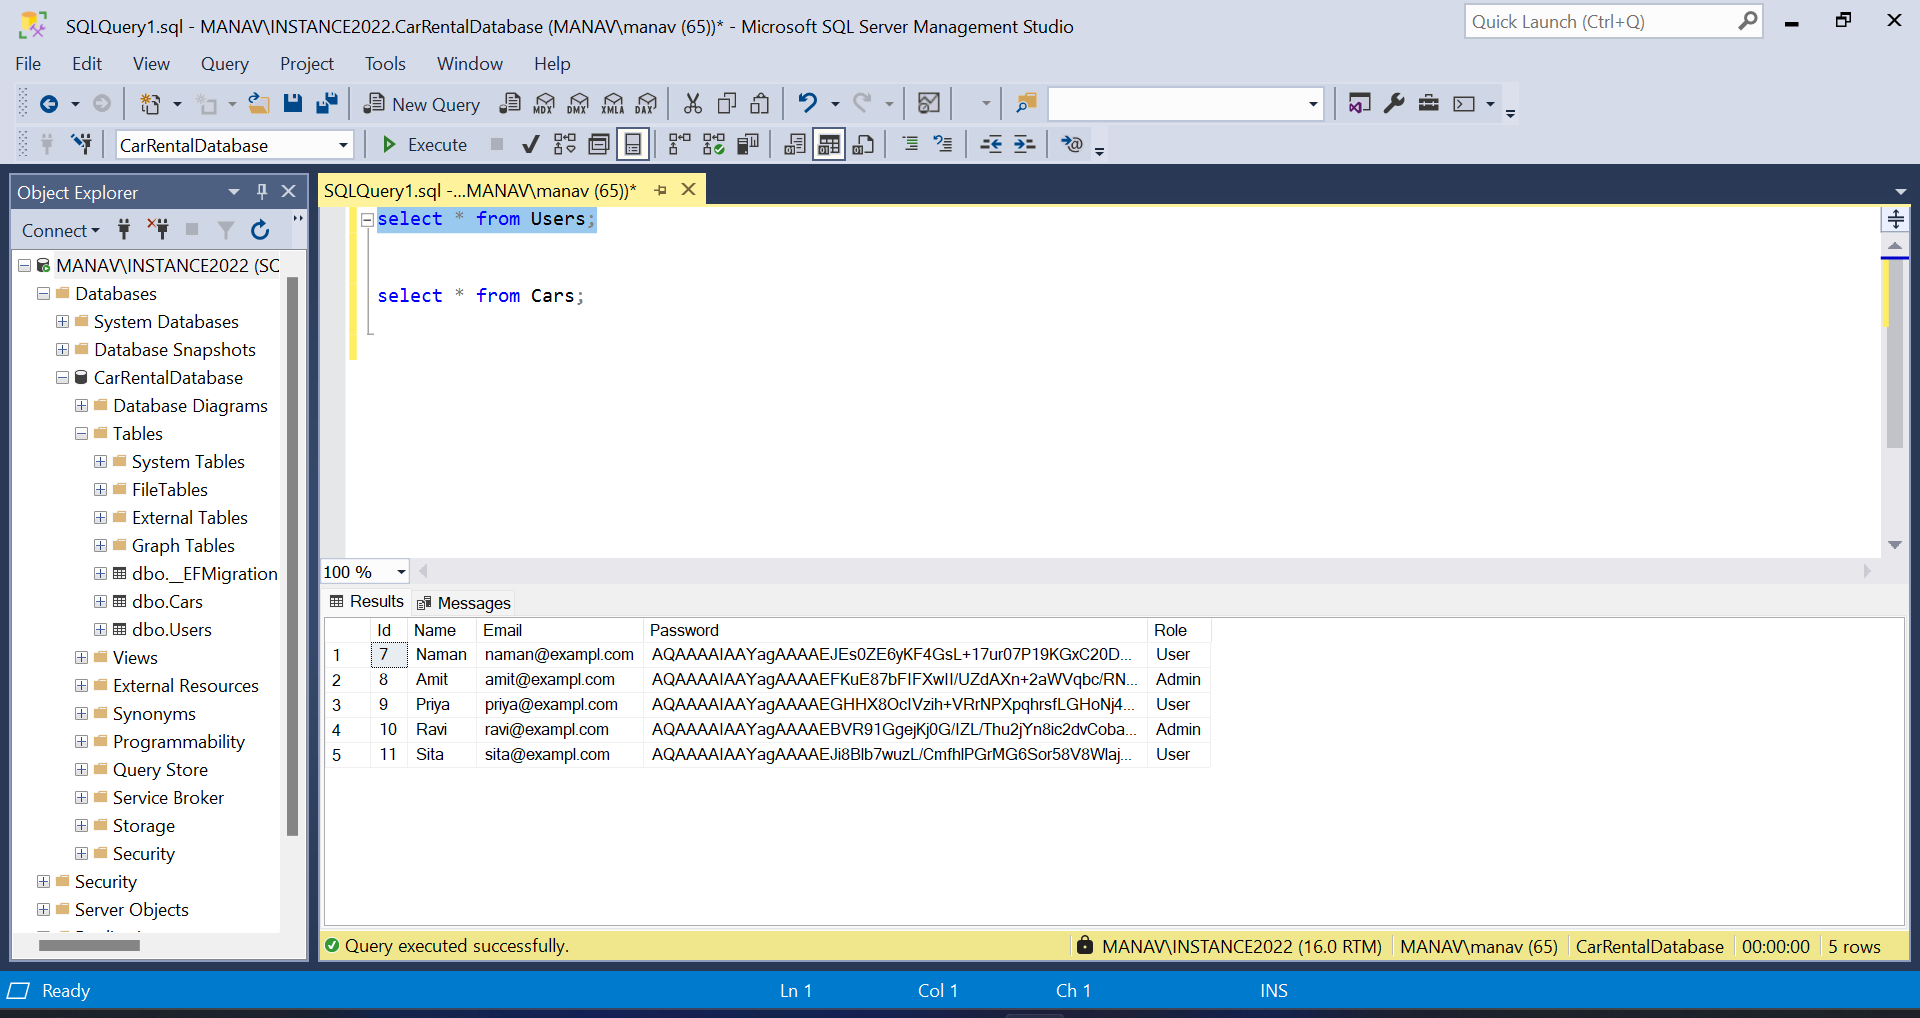 SQLQuery1.sql - MANAV\INSTANCE2022.CarRentalDatabase (MANAV\manav (65))* - Microsoft SQL Server Management Studio
Quick Launch (Ctrl+Q)
File Edit View Query Project Tools Window Help
New Query MDX DMX XMLA DAX
CarRentalDatabase Execute
Object Explorer
Connect
MANAV\INSTANCE2022 (SQ
Databases
System Databases
Database Snapshots
CarRentalDatabase
Database Diagrams
Tables
System Tables
FileTables
External Tables
Graph Tables
dbo.__EFMigration
dbo.Cars
dbo.Users
Views
External Resources
Synonyms
Programmability
Query Store
Service Broker
Storage
Security
Security
Server Objects
SQLQuery1.sql -...MANAV\manav (65))*
select * from Users;
select * from Cars;
100 %
Results Messages
Id Name Email Password Role
1 7 Naman naman@exampl.com AQAAAAIAAYagAAAAEJEs0ZE6yKF4GsL+17ur07P19KGxC20D... User
2 8 Amit amit@exampl.com AQAAAAIAAYagAAAAEFKuE87bFIFXwII/UZdAXn+2aWVqbc/RN... Admin
3 9 Priya priya@exampl.com AQAAAAIAAYagAAAAEGHHX8OcIVzih+VRrNPXpqhrsfLGHoNj4... User
4 10 Ravi ravi@exampl.com AQAAAAIAAYagAAAAEBVR91GgejKj0G/IZL/Thu2jYn8ic2dvCoba... Admin
5 11 Sita sita@exampl.com AQAAAAIAAYagAAAAEJi8Blb7wuzL/CmfhlPGrMG6Sor58V8Wlaj... User
Query executed successfully. MANAV\INSTANCE2022 (16.0 RTM) MANAV\manav (65) CarRentalDatabase 00:00:00 5 rows
Ready Ln 1 Col 1 Ch 1 INS